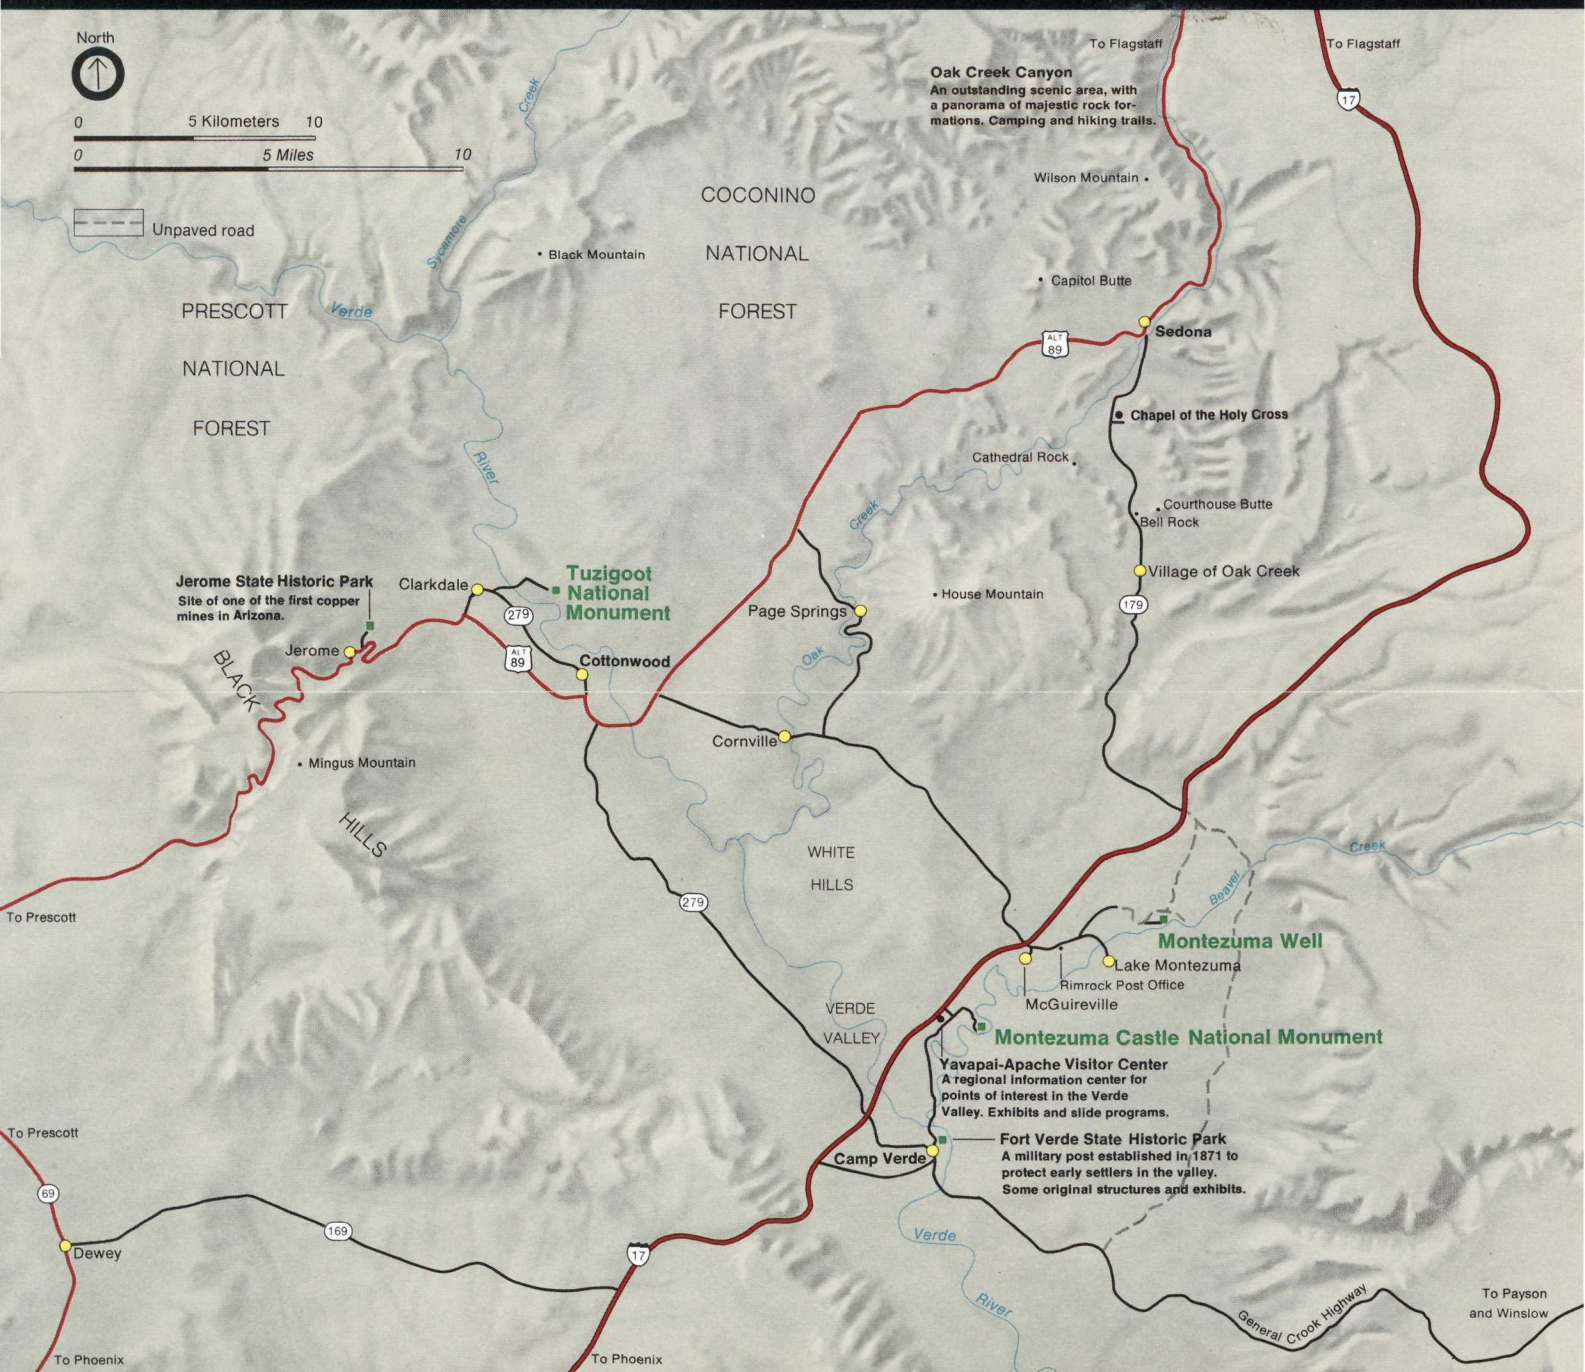 North
0 5 Kilometers 10
0 5 Miles 10
Unpaved road
To Flagstaff
To Flagstaff
17
Oak Creek Canyon
An outstanding scenic area, with
a panorama of majestic rock for-
mations. Camping and hiking trails.
Creek
Sycamore
Wilson Mountain
COCONINO
NATIONAL
FOREST
Black Mountain
Capitol Butte
PRESCOTT
NATIONAL
FOREST
Verde
River
ALT
89
Sedona
Chapel of the Holy Cross
Cathedral Rock
Creek
Courthouse Butte
Bell Rock
Village of Oak Creek
179
House Mountain
Page Springs
Oak
Jerome State Historic Park
Site of one of the first copper
mines in Arizona.
Clarkdale
Tuzigoot
National
Monument
279
ALT
89
Jerome
Cottonwood
BLACK
HILLS
Cornville
Mingus Mountain
WHITE
HILLS
Creek
Beaver
279
To Prescott
Montezuma Well
Lake Montezuma
Rimrock Post Office
McGuireville
VERDE
VALLEY
Montezuma Castle National Monument
Yavapai-Apache Visitor Center
A regional information center for
points of interest in the Verde
Valley. Exhibits and slide programs.
To Prescott
Fort Verde State Historic Park
A military post established in 1871 to
protect early settlers in the valley.
Some original structures and exhibits.
Camp Verde
69
169
Dewey
17
Verde
River
General Crook Highway
To Payson
and Winslow
To Phoenix
To Phoenix